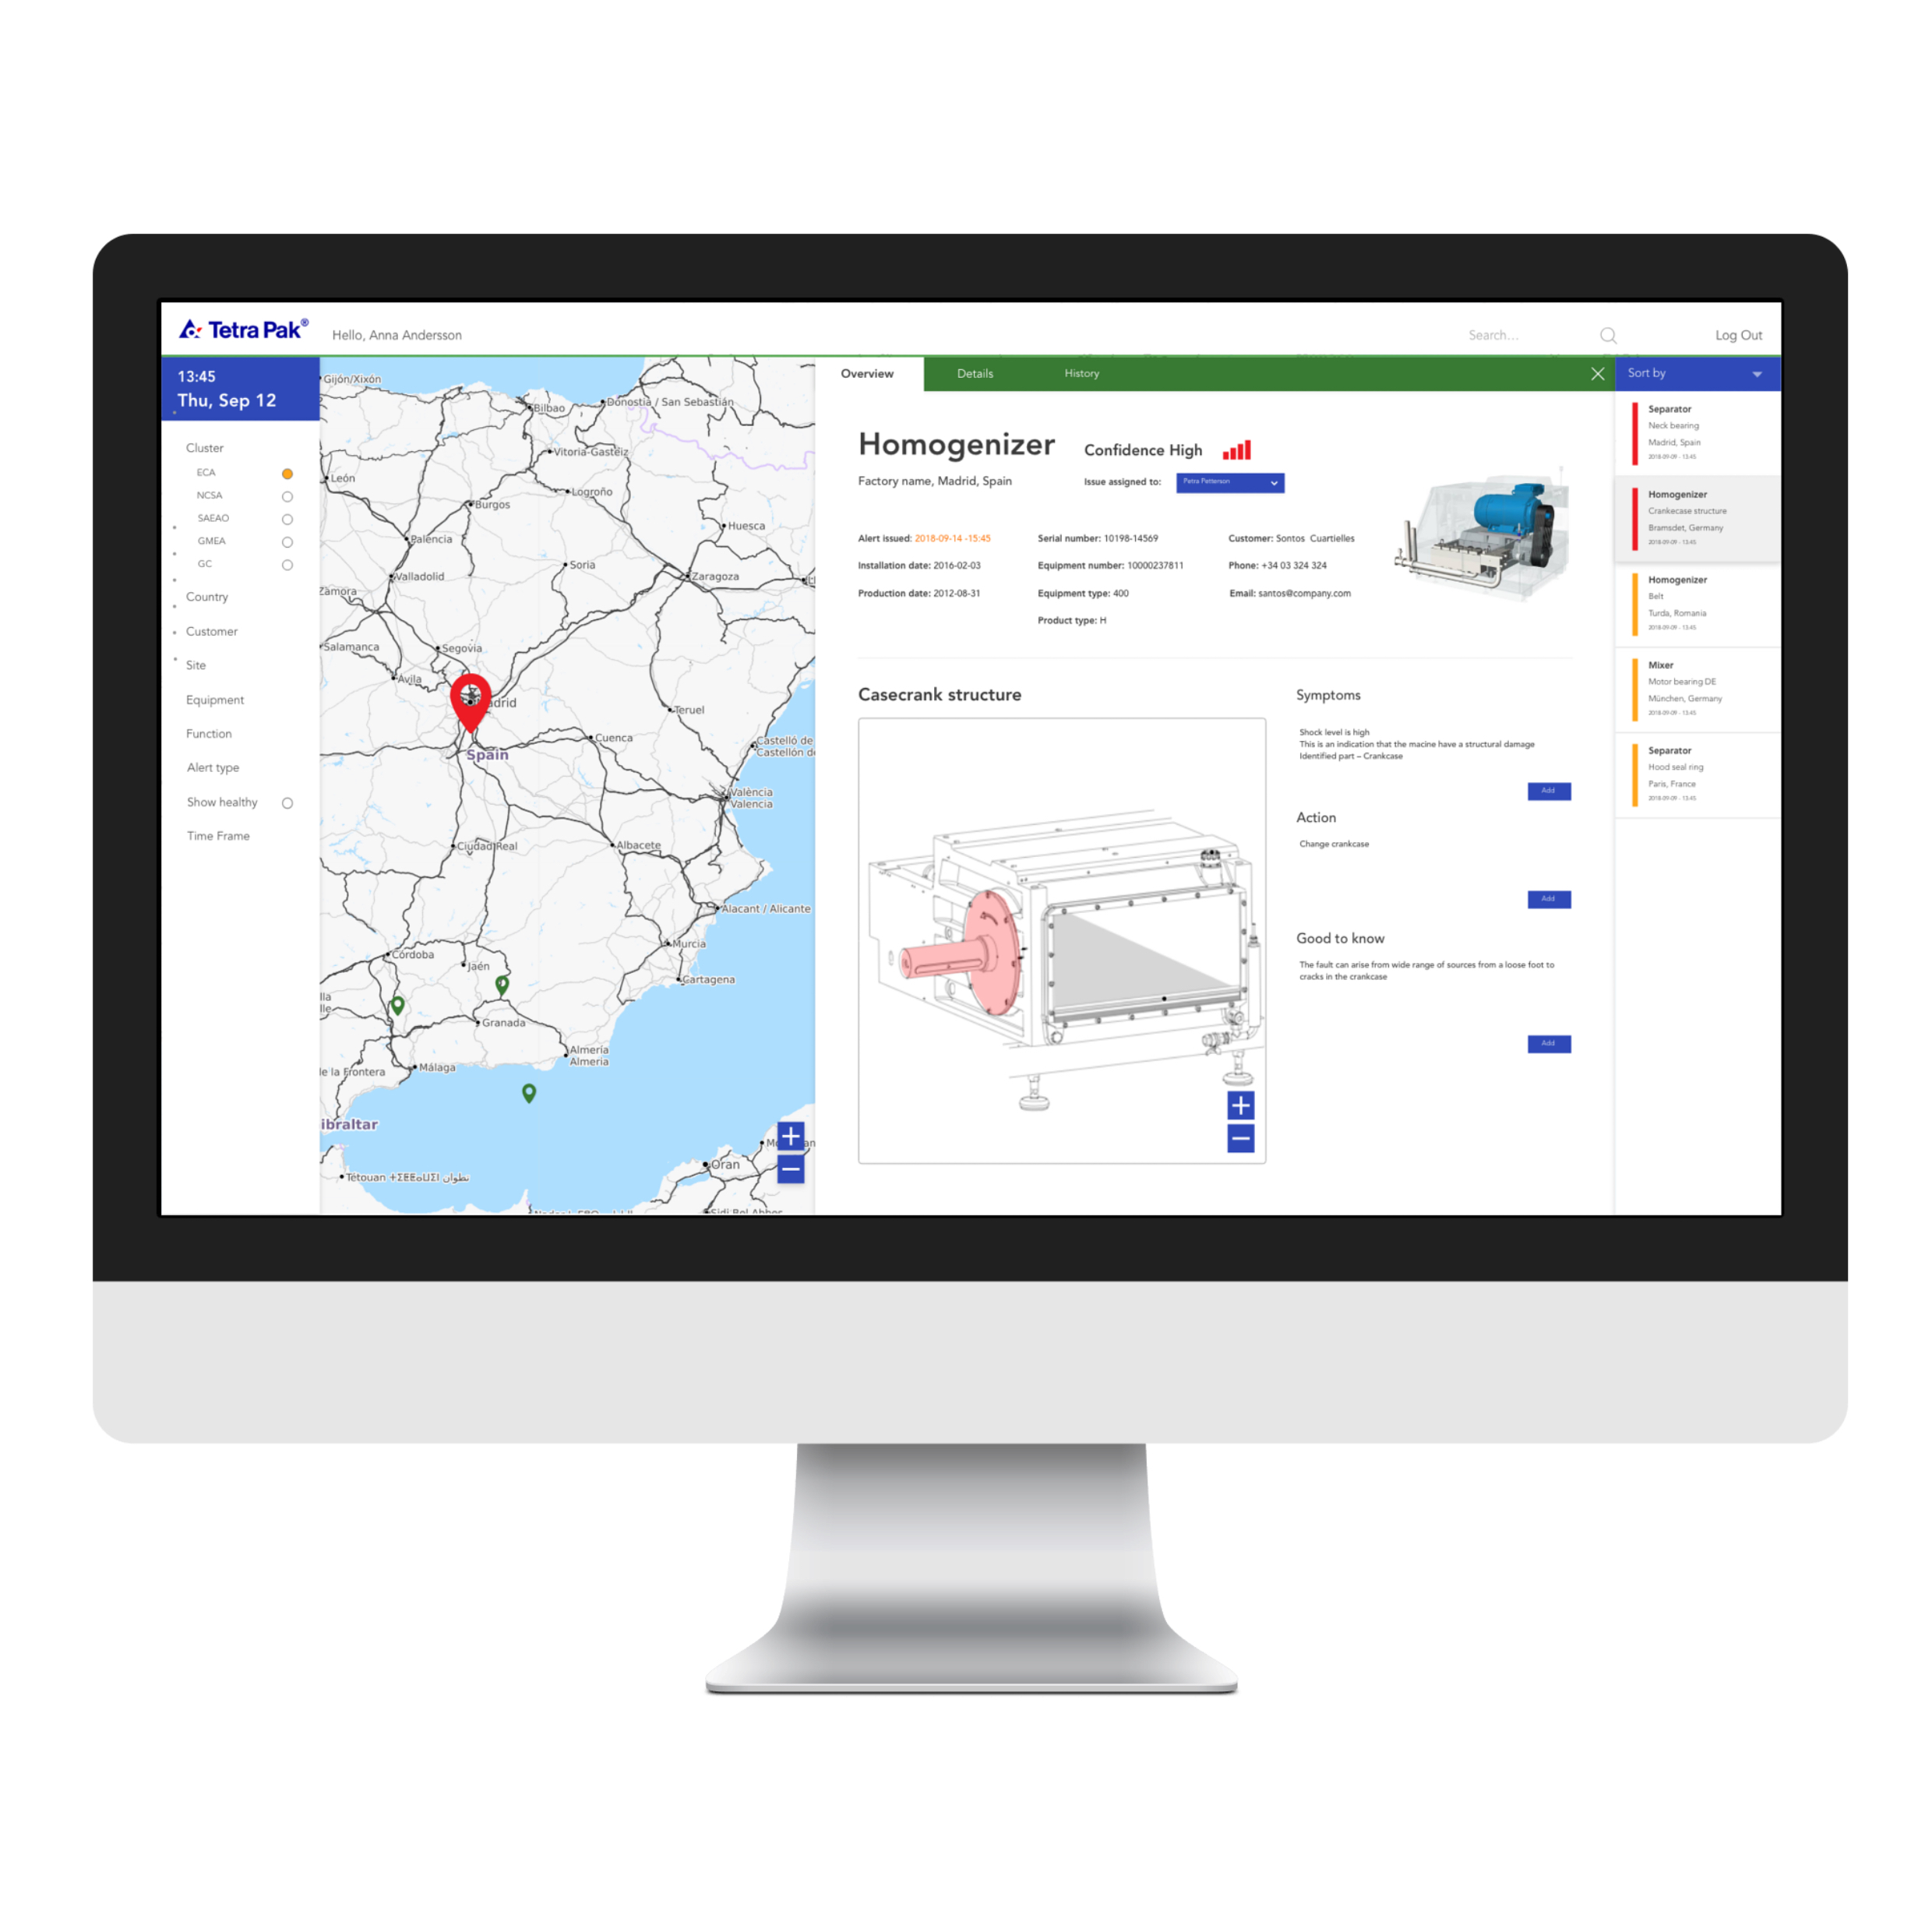 Tetra Pak®
Hello, Anna Andersson
Search...
Log Out
13:45
Thu, Sep 12
Cluster
ECA
NCSA
SAEAO
GMEA
GC
Country
Customer
Site
Equipment
Function
Alert type
Show healthy
Time Frame
Gijón/Xixón
Bilbao
Donostia / San Sebastián
Vitoria-Gasteiz
León
Logroño
Burgos
Huesca
Palencia
Soria
Valladolid
Zaragoza
Zamora
Salamanca
Segovia
Ávila
adrid
Teruel
Spain
Cuenca
Castelló de
Castellón d
València
Valencia
Ciudad Real
Albacete
Alacant / Alicante
Murcia
Córdoba
Jaén
Cartagena
lla
lle
Granada
Almería
Almeria
Málaga
le la Frontera
ibraltar
Oran
Tétouan ⵜⵉⵟⵟⴰⵡⵉⵏ تطوان
Sidi Bel Abbes
+
−
Overview
Details
History
Homogenizer
Confidence High
Factory name, Madrid, Spain
Issue assigned to:
Petra Petterson
Alert issued: 2018-09-14 -15:45
Serial number: 10198-14569
Customer: Sontos Cuartielles
Installation date: 2016-02-03
Equipment number: 10000237811
Phone: +34 03 324 324
Production date: 2012-08-31
Equipment type: 400
Email: santos@company.com
Product type: H
Casecrank structure
+
−
Symptoms
Shock level is high
This is an indication that the macine have a structural damage
Identified part – Crankcase
Add
Action
Change crankcase
Add
Good to know
The fault can arise from wide range of sources from a loose foot to
cracks in the crankcase
Add
Sort by
Separator
Neck bearing
Madrid, Spain
2018-09-09 - 13:45
Homogenizer
Crankecase structure
Bramsdet, Germany
2018-09-09 - 13:45
Homogenizer
Belt
Turda, Romania
2018-09-09 - 13:45
Mixer
Motor bearing DE
München, Germany
2018-09-09 - 13:45
Separator
Hood seal ring
Paris, France
2018-09-09 - 13:45